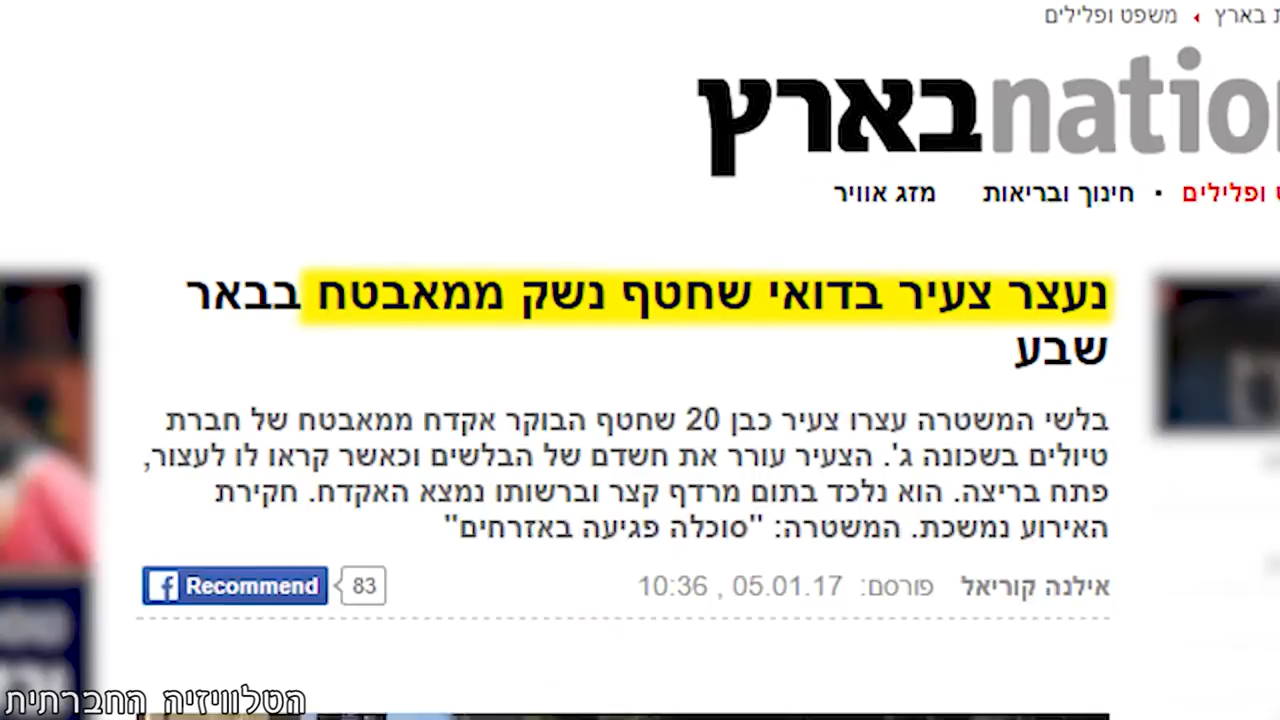 ת בארץ ◂ משפט ופלילים
בארץnation
ט ופלילים • חינוך ובריאות מזג אוויר
נעצר צעיר בדואי שחטף נשק ממאבטח בבאר
שבע
בלשי המשטרה עצרו צעיר כבן 20 שחטף הבוקר אקדח ממאבטח של חברת
טיולים בשכונה ג'. הצעיר עורר את חשדם של הבלשים וכאשר קראו לו לעצור,
פתח בריצה. הוא נלכד בתום מרדף קצר וברשותו נמצא האקדח. חקירת
האירוע נמשכת. המשטרה: "סוכלה פגיעה באזרחים"
אילנה קוריאל פורסם: 05.01.17 , 10:36
Recommend 83
הטלוויזיה החברתית